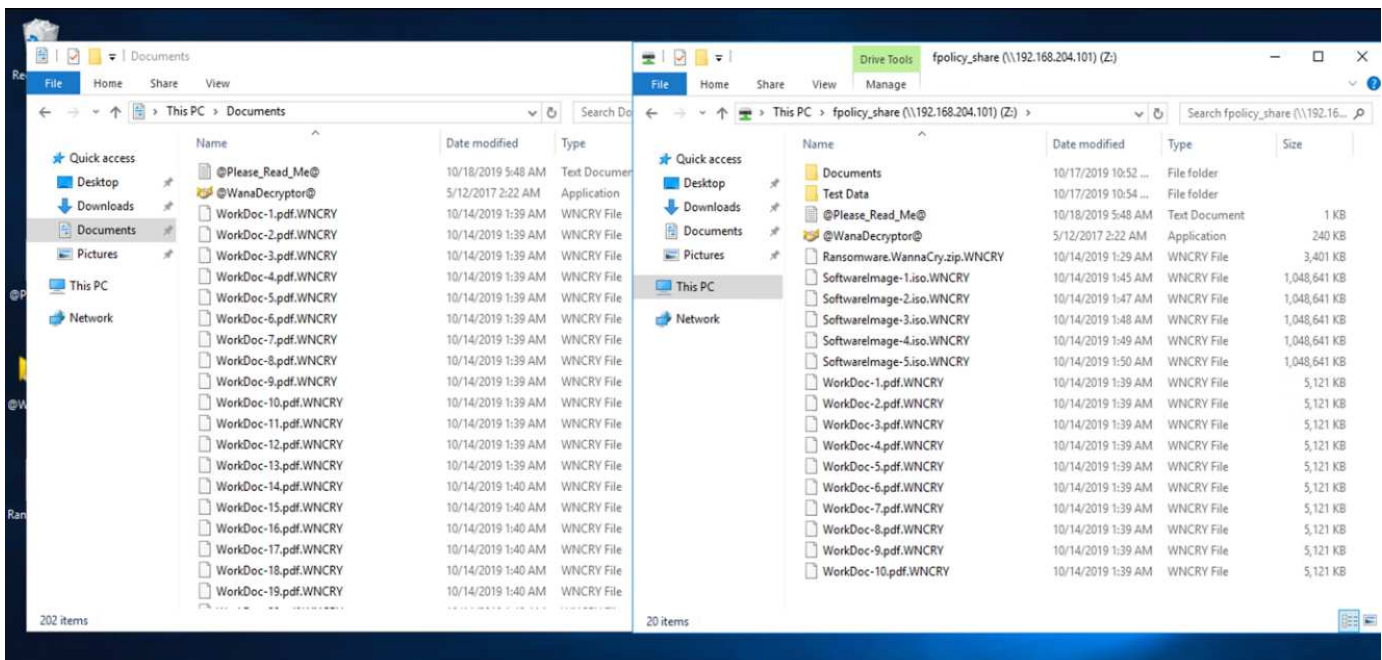 Documents
File Home Share View
This PC > Documents
Search Do
Name Date modified Type
Quick access
Desktop
Downloads
Documents
Pictures
This PC
Network
@Please_Read_Me@ 10/18/2019 5:48 AM Text Documen
@WanaDecryptor@ 5/12/2017 2:22 AM Application
WorkDoc-1.pdf.WNCRY 10/14/2019 1:39 AM WNCRY File
WorkDoc-2.pdf.WNCRY 10/14/2019 1:39 AM WNCRY File
WorkDoc-3.pdf.WNCRY 10/14/2019 1:39 AM WNCRY File
WorkDoc-4.pdf.WNCRY 10/14/2019 1:39 AM WNCRY File
WorkDoc-5.pdf.WNCRY 10/14/2019 1:39 AM WNCRY File
WorkDoc-6.pdf.WNCRY 10/14/2019 1:39 AM WNCRY File
WorkDoc-7.pdf.WNCRY 10/14/2019 1:39 AM WNCRY File
WorkDoc-8.pdf.WNCRY 10/14/2019 1:39 AM WNCRY File
WorkDoc-9.pdf.WNCRY 10/14/2019 1:39 AM WNCRY File
WorkDoc-10.pdf.WNCRY 10/14/2019 1:39 AM WNCRY File
WorkDoc-11.pdf.WNCRY 10/14/2019 1:39 AM WNCRY File
WorkDoc-12.pdf.WNCRY 10/14/2019 1:39 AM WNCRY File
WorkDoc-13.pdf.WNCRY 10/14/2019 1:39 AM WNCRY File
WorkDoc-14.pdf.WNCRY 10/14/2019 1:40 AM WNCRY File
WorkDoc-15.pdf.WNCRY 10/14/2019 1:40 AM WNCRY File
WorkDoc-16.pdf.WNCRY 10/14/2019 1:40 AM WNCRY File
WorkDoc-17.pdf.WNCRY 10/14/2019 1:40 AM WNCRY File
WorkDoc-18.pdf.WNCRY 10/14/2019 1:40 AM WNCRY File
WorkDoc-19.pdf.WNCRY 10/14/2019 1:40 AM WNCRY File
202 items
Drive Tools fpolicy_share (\\192.168.204.101) (Z:)
File Home Share View Manage
This PC > fpolicy_share (\\192.168.204.101) (Z:) >
Search fpolicy_share (\\192.16...
Name Date modified Type Size
Quick access
Desktop
Downloads
Documents
Pictures
This PC
Network
Documents 10/17/2019 10:52 ... File folder
Test Data 10/17/2019 10:54 ... File folder
@Please_Read_Me@ 10/18/2019 5:48 AM Text Document 1 KB
@WanaDecryptor@ 5/12/2017 2:22 AM Application 240 KB
Ransomware.WannaCry.zip.WNCRY 10/14/2019 1:29 AM WNCRY File 3,401 KB
SoftwareImage-1.iso.WNCRY 10/14/2019 1:45 AM WNCRY File 1,048,641 KB
SoftwareImage-2.iso.WNCRY 10/14/2019 1:47 AM WNCRY File 1,048,641 KB
SoftwareImage-3.iso.WNCRY 10/14/2019 1:48 AM WNCRY File 1,048,641 KB
SoftwareImage-4.iso.WNCRY 10/14/2019 1:49 AM WNCRY File 1,048,641 KB
SoftwareImage-5.iso.WNCRY 10/14/2019 1:50 AM WNCRY File 1,048,641 KB
WorkDoc-1.pdf.WNCRY 10/14/2019 1:39 AM WNCRY File 5,121 KB
WorkDoc-2.pdf.WNCRY 10/14/2019 1:39 AM WNCRY File 5,121 KB
WorkDoc-3.pdf.WNCRY 10/14/2019 1:39 AM WNCRY File 5,121 KB
WorkDoc-4.pdf.WNCRY 10/14/2019 1:39 AM WNCRY File 5,121 KB
WorkDoc-5.pdf.WNCRY 10/14/2019 1:39 AM WNCRY File 5,121 KB
WorkDoc-6.pdf.WNCRY 10/14/2019 1:39 AM WNCRY File 5,121 KB
WorkDoc-7.pdf.WNCRY 10/14/2019 1:39 AM WNCRY File 5,121 KB
WorkDoc-8.pdf.WNCRY 10/14/2019 1:39 AM WNCRY File 5,121 KB
WorkDoc-9.pdf.WNCRY 10/14/2019 1:39 AM WNCRY File 5,121 KB
WorkDoc-10.pdf.WNCRY 10/14/2019 1:39 AM WNCRY File 5,121 KB
20 items
Re
@P
@W
Ran